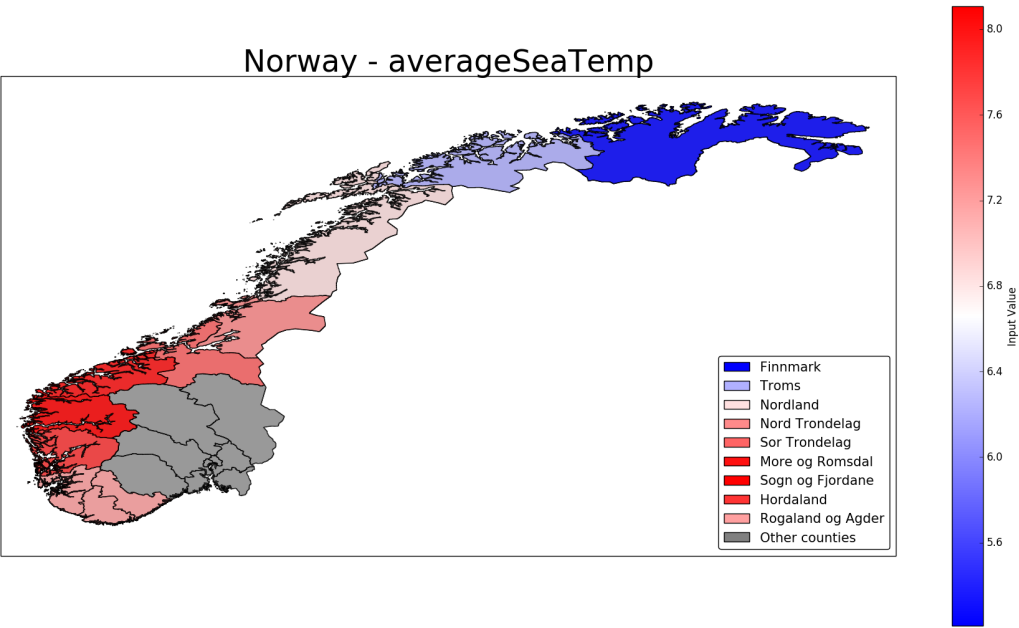 Norway - averageSeaTemp
8.0
7.6
7.2
6.8
6.4
6.0
5.6
Input Value
Finnmark
Troms
Nordland
Nord Trondelag
Sor Trondelag
More og Romsdal
Sogn og Fjordane
Hordaland
Rogaland og Agder
Other counties